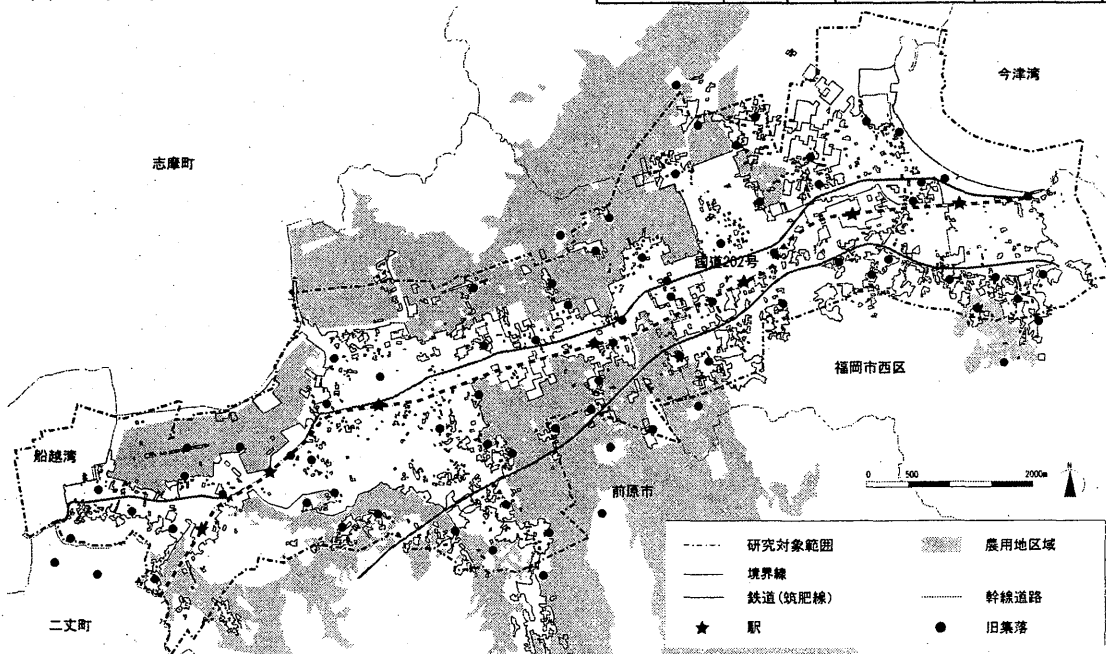 今津湾
志摩町
国道202号
福岡市西区
船越湾
前原市
0 500 2000m
N
研究対象範囲
農用地区域
境界線
鉄道(筑肥線)
幹線道路
駅
旧集落
二丈町